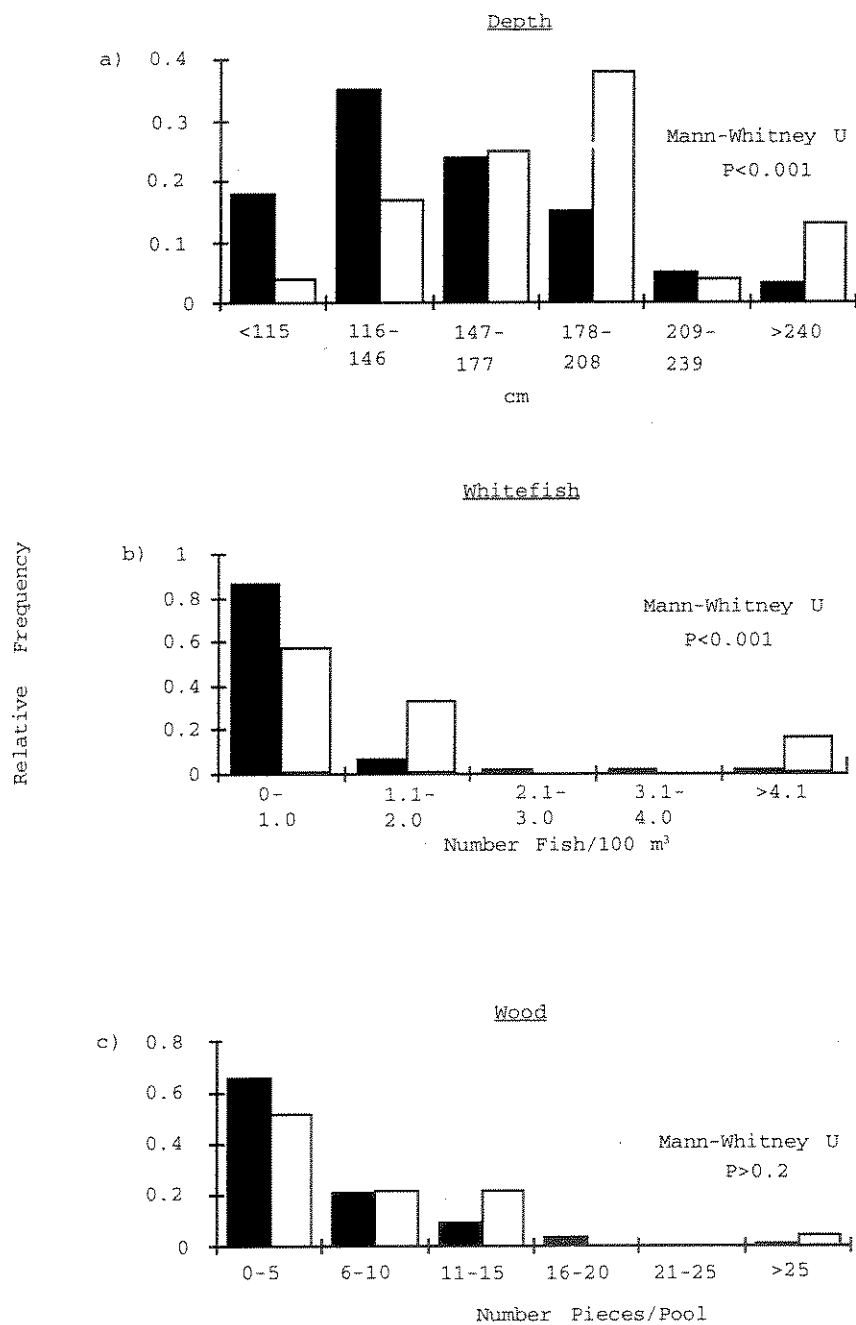 Depth
a) 0.4
0.3
0.2
0.1
0
Mann-Whitney U
P<0.001
<115 116- 147- 178- 209- >240
146 177 208 239
cm
Whitefish
Relative Frequency
b) 1
0.8
0.6
0.4
0.2
0
Mann-Whitney U
P<0.001
0- 1.1- 2.1- 3.1- >4.1
1.0 2.0 3.0 4.0
Number Fish/100 m³
Wood
c) 0.8
0.6
0.4
0.2
0
Mann-Whitney U
P>0.2
0-5 6-10 11-15 16-20 21-25 >25
Number Pieces/Pool